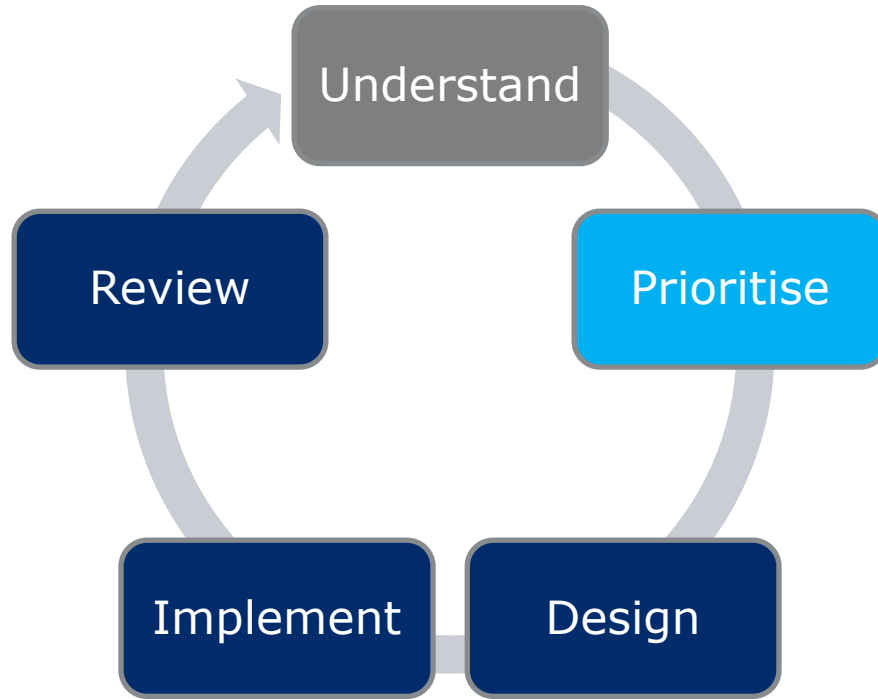 Understand
Prioritise
Design
Implement
Review